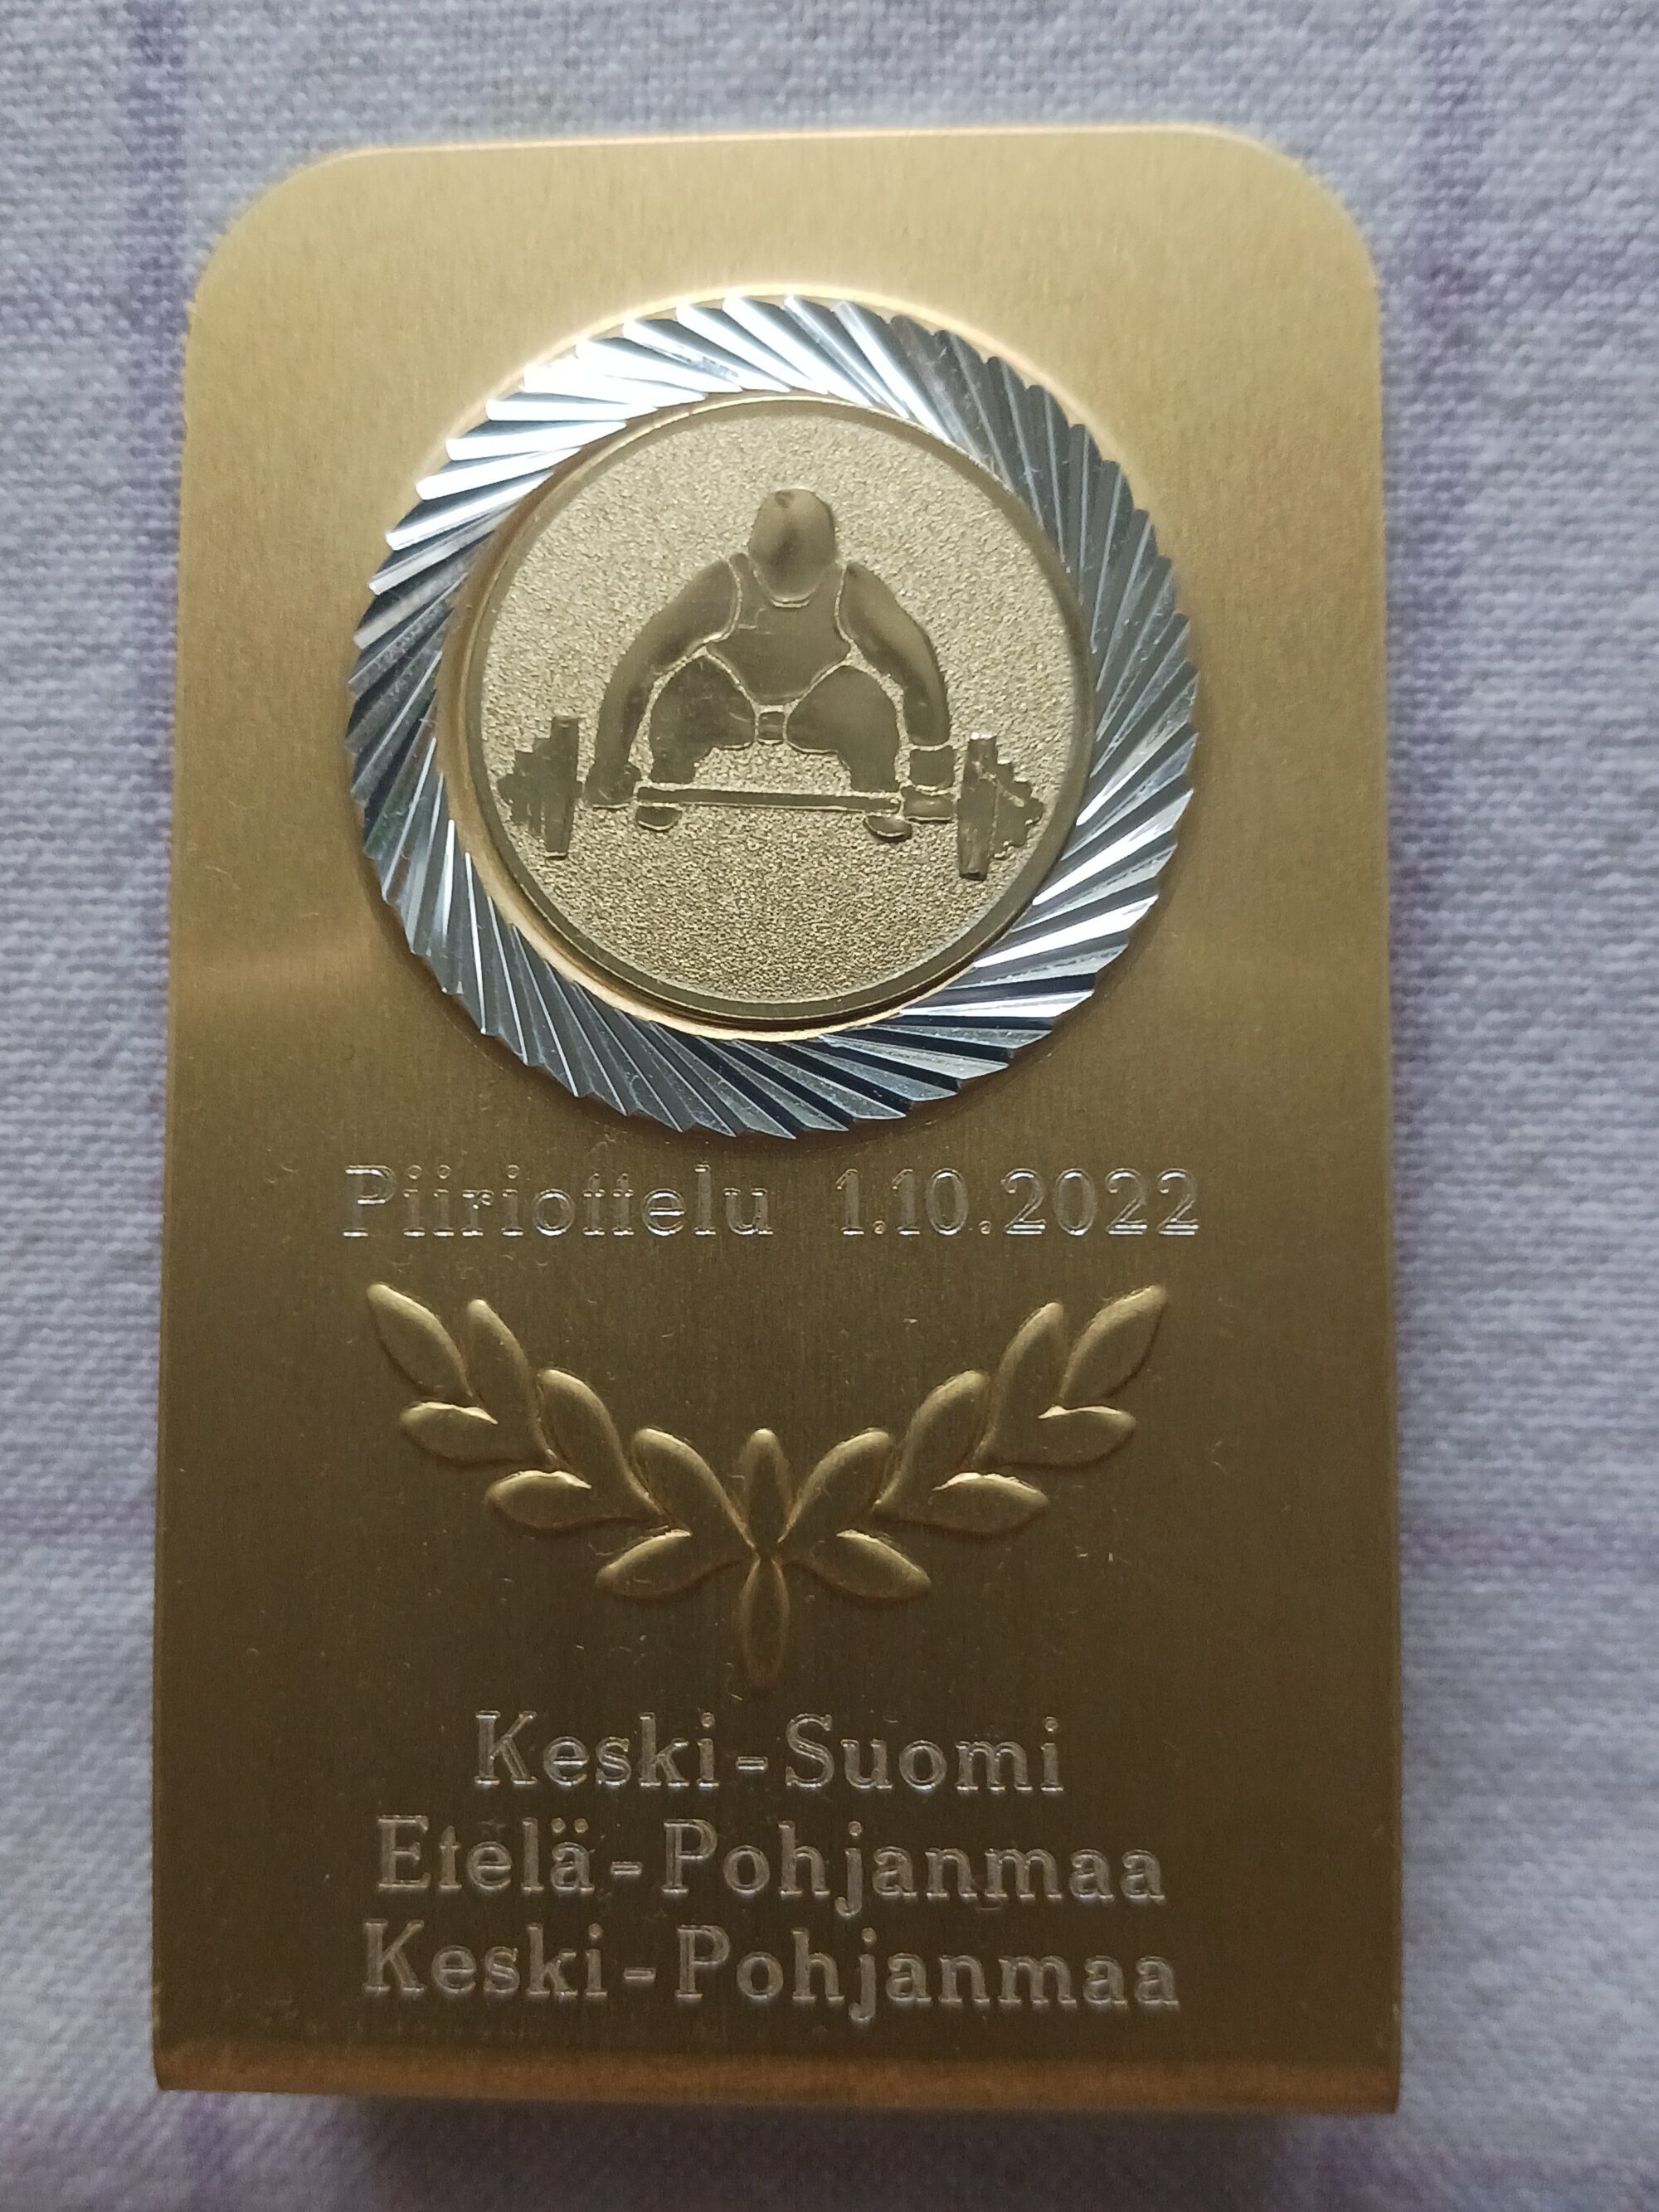 Piiriottelu 1.10.2022
Keski-Suomi
Etelä-Pohjanmaa
Keski-Pohjanmaa